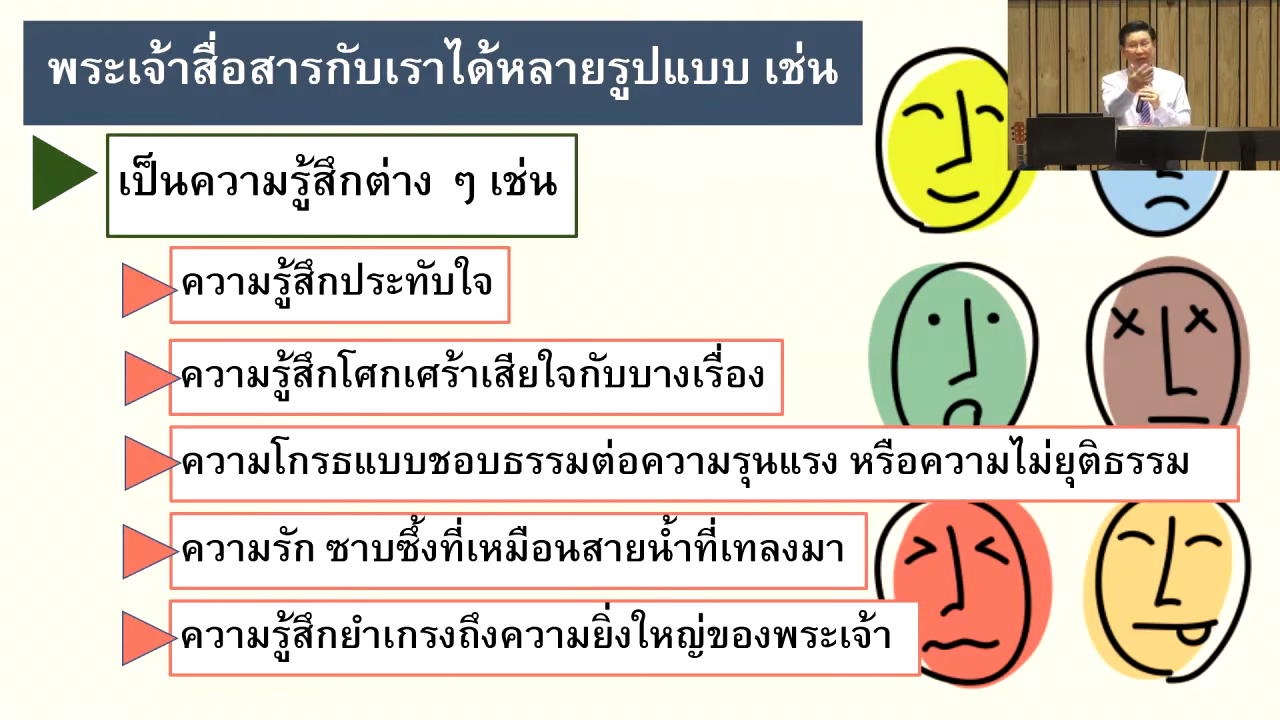 พระเจ้าสื่อสารกับเราได้หลายรูปแบบ เช่น
เป็นความรู้สึกต่าง ๆ เช่น
ความรู้สึกประทับใจ
ความรู้สึกโศกเศร้าเสียใจกับบางเรื่อง
ความโกรธแบบชอบธรรมต่อความรุนแรง หรือความไม่ยุติธรรม
ความรัก ซาบซึ้งที่เหมือนสายน้ำที่เทลงมา
ความรู้สึกยำเกรงถึงความยิ่งใหญ่ของพระเจ้า